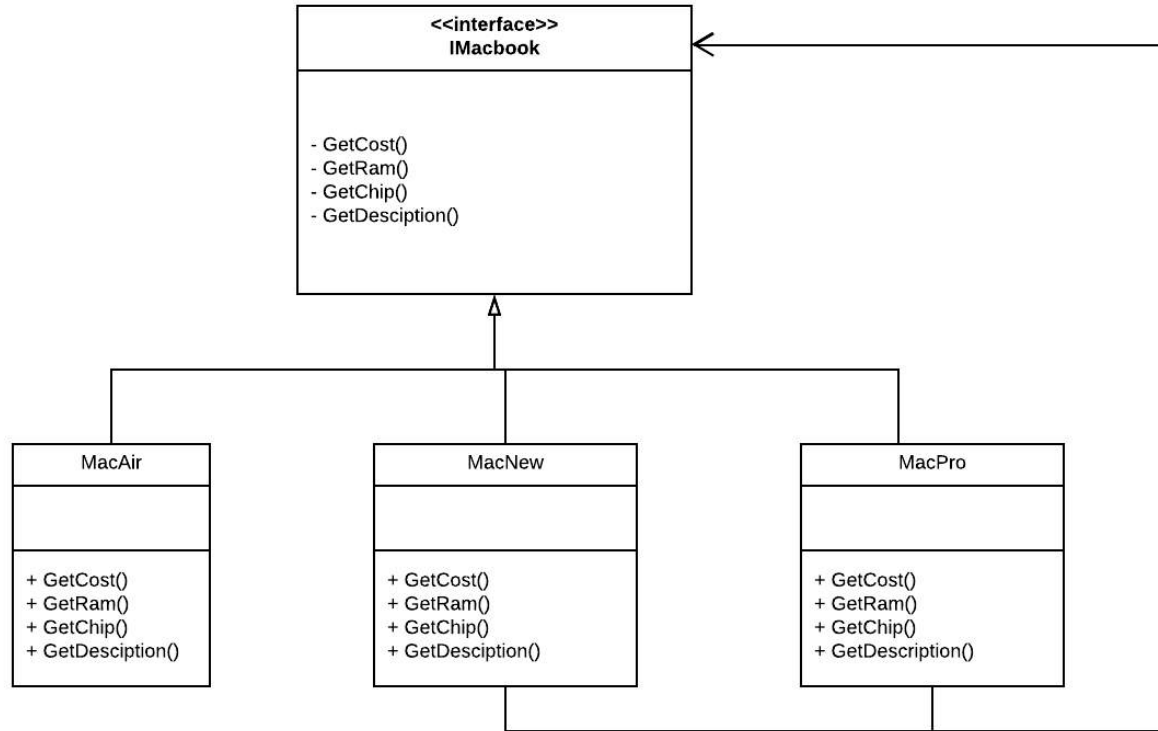 <<interface>>
IMacbook
- GetCost()
- GetRam()
- GetChip()
- GetDesciption()
MacAir
+ GetCost()
+ GetRam()
+ GetChip()
+ GetDesciption()
MacNew
+ GetCost()
+ GetRam()
+ GetChip()
+ GetDesciption()
MacPro
+ GetCost()
+ GetRam()
+ GetChip()
+ GetDescription()